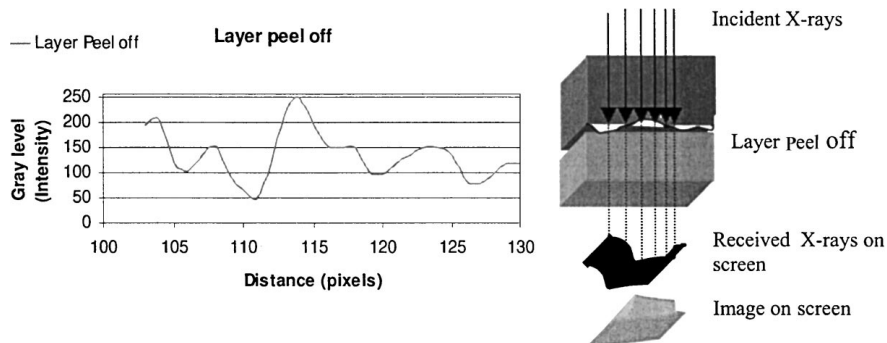 Layer Peel off
Layer peel off
Gray level
(Intensity)
250
200
150
100
50
0
100
105
110
115
120
125
130
Distance (pixels)
Incident X-rays
Layer Peel off
Received X-rays on
screen
Image on screen